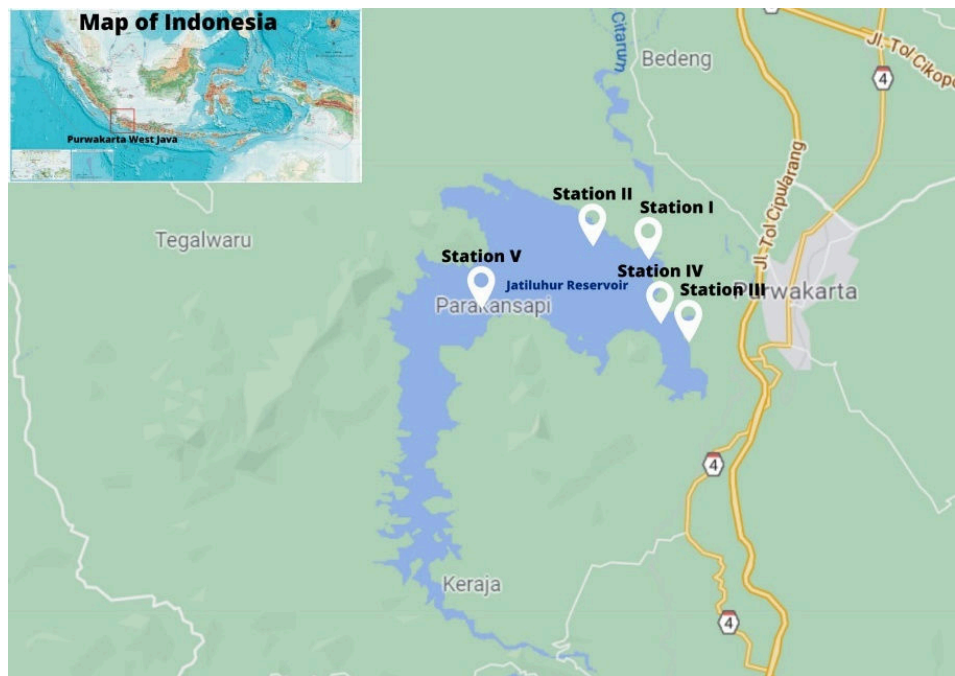 Map of Indonesia
Purwakarta West Java
Citarum
Bedeng
Jl. Tol Cikopo
4
Jl. Tol Cipularang
Station II
Station I
Tegalwaru
Station V
Station IV
Jatiluhur Reservoir
Station III
Parakansapi
Purwakarta
4
Keraja
4